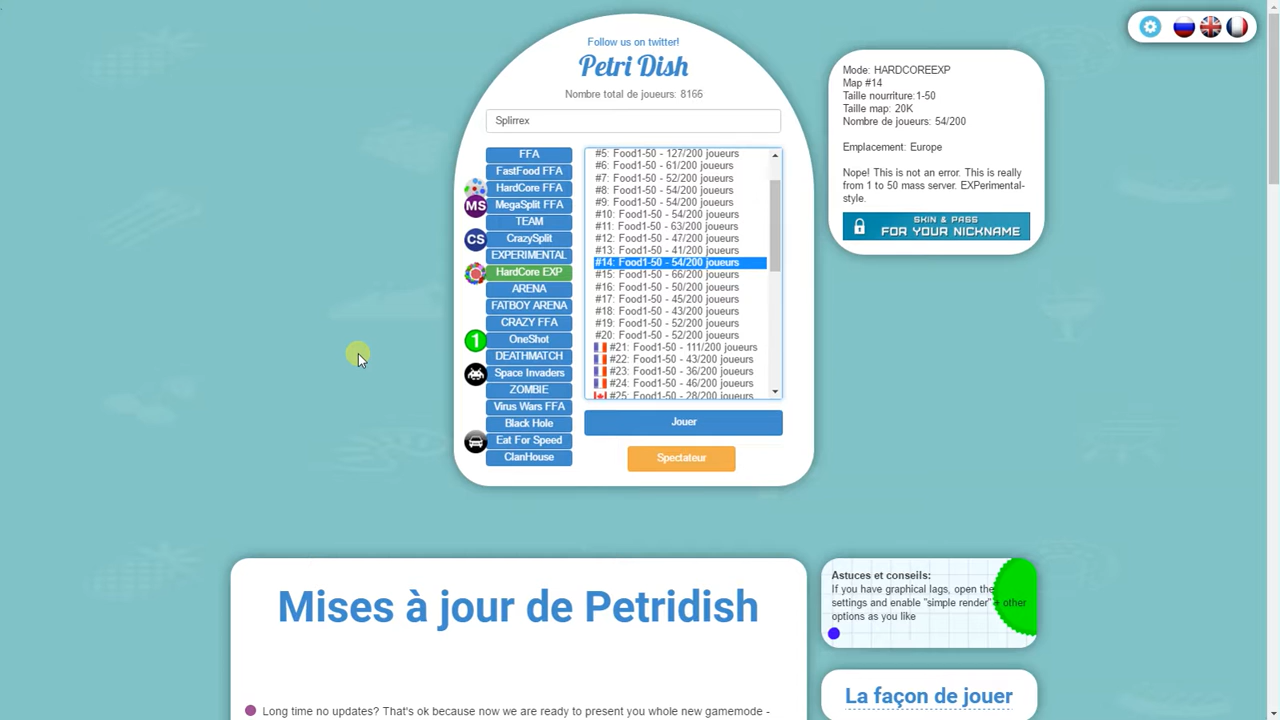 Follow us on twitter!
Petri Dish
Nombre total de joueurs: 8166
Splirrex
FFA
FastFood FFA
HardCore FFA
MS MegaSplit FFA
TEAM
CS CrazySplit
EXPERIMENTAL
HardCore EXP
ARENA
FATBOY ARENA
CRAZY FFA
1 OneShot
DEATHMATCH
Space Invaders
ZOMBIE
Virus Wars FFA
Black Hole
Eat For Speed
ClanHouse
#5: Food1-50 - 127/200 joueurs
#6: Food1-50 - 61/200 joueurs
#7: Food1-50 - 52/200 joueurs
#8: Food1-50 - 54/200 joueurs
#9: Food1-50 - 54/200 joueurs
#10: Food1-50 - 54/200 joueurs
#11: Food1-50 - 63/200 joueurs
#12: Food1-50 - 47/200 joueurs
#13: Food1-50 - 41/200 joueurs
#14: Food1-50 - 54/200 joueurs
#15: Food1-50 - 66/200 joueurs
#16: Food1-50 - 50/200 joueurs
#17: Food1-50 - 45/200 joueurs
#18: Food1-50 - 43/200 joueurs
#19: Food1-50 - 52/200 joueurs
#20: Food1-50 - 52/200 joueurs
#21: Food1-50 - 111/200 joueurs
#22: Food1-50 - 43/200 joueurs
#23: Food1-50 - 36/200 joueurs
#24: Food1-50 - 46/200 joueurs
#25: Food1-50 - 28/200 joueurs
Jouer
Spectateur
Mode: HARDCOREEXP
Map #14
Taille nourriture:1-50
Taille map: 20K
Nombre de joueurs: 54/200
Emplacement: Europe
Nope! This is not an error. This is really
from 1 to 50 mass server. EXPerimental-
style.
SKIN & PASS
FOR YOUR NICKNAME
Mises à jour de Petridish
Long time no updates? That's ok because now we are ready to present you whole new gamemode -
Astuces et conseils:
If you have graphical lags, open the
settings and enable "simple render" + other
options as you like
La façon de jouer